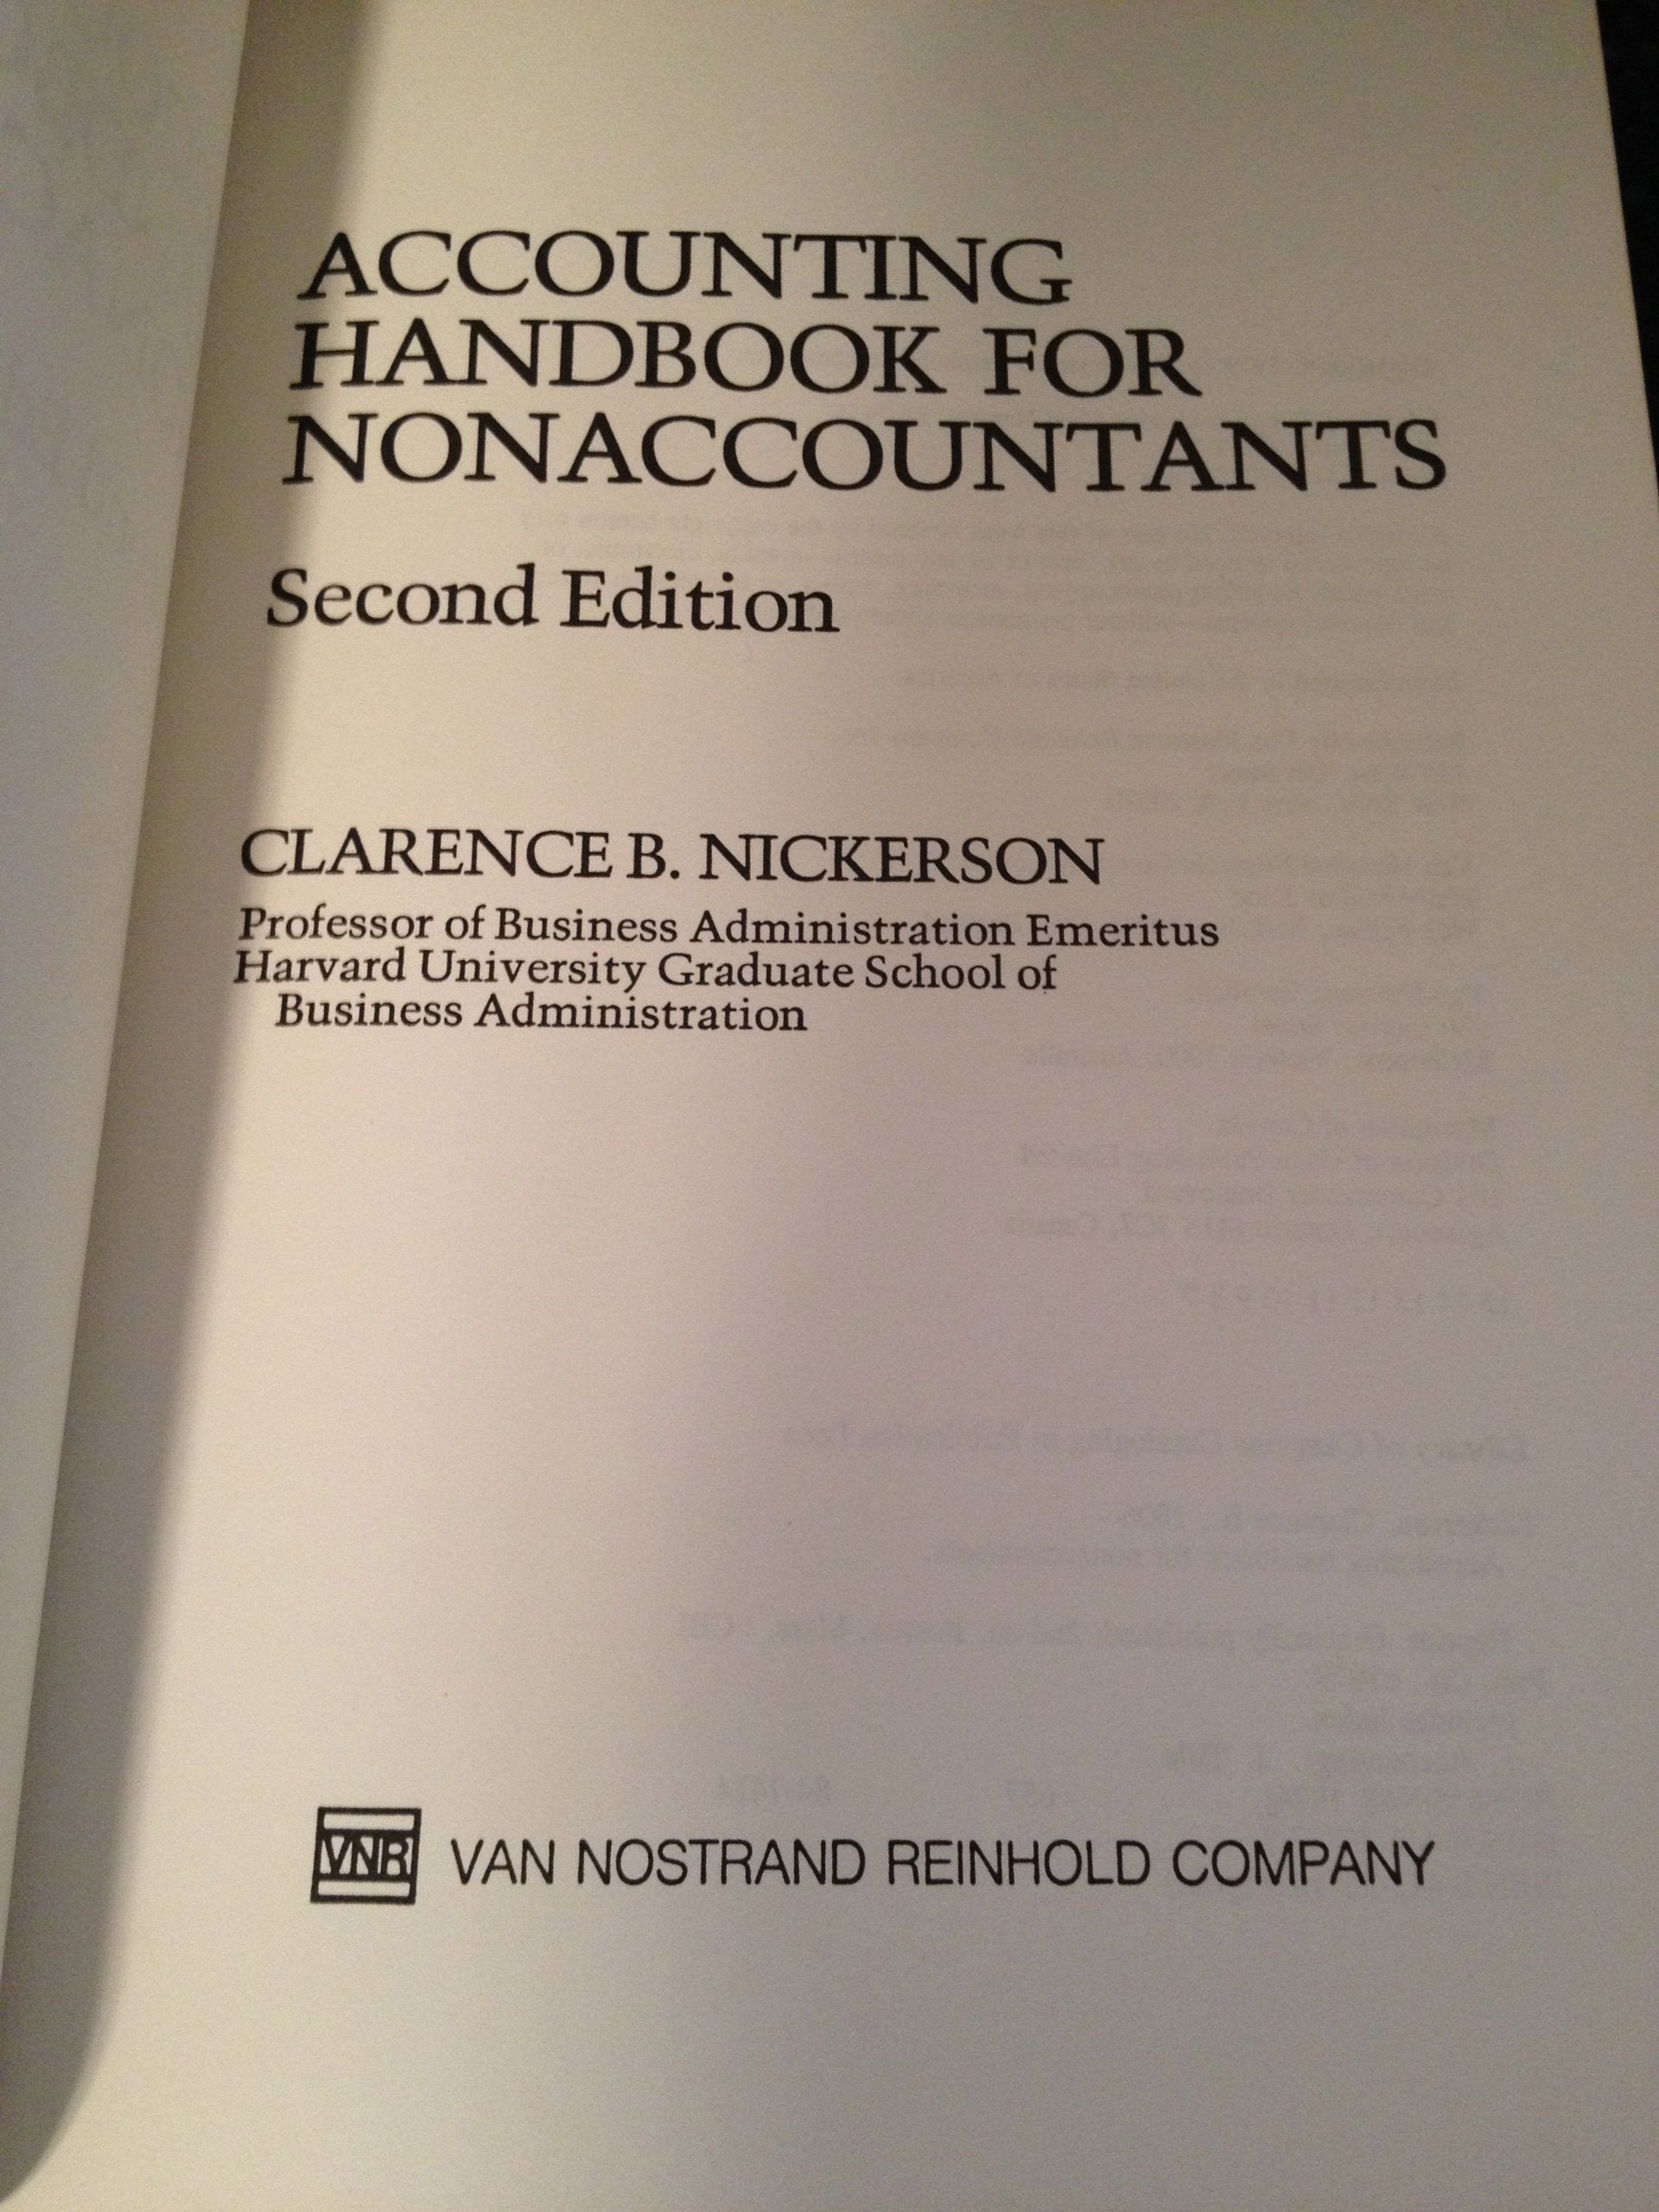 ACCOUNTING
HANDBOOK FOR
NONACCOUNTANTS
Second Edition
CLARENCE B. NICKERSON
Professor of Business Administration Emeritus
Harvard University Graduate School of
Business Administration
VNR VAN NOSTRAND REINHOLD COMPANY